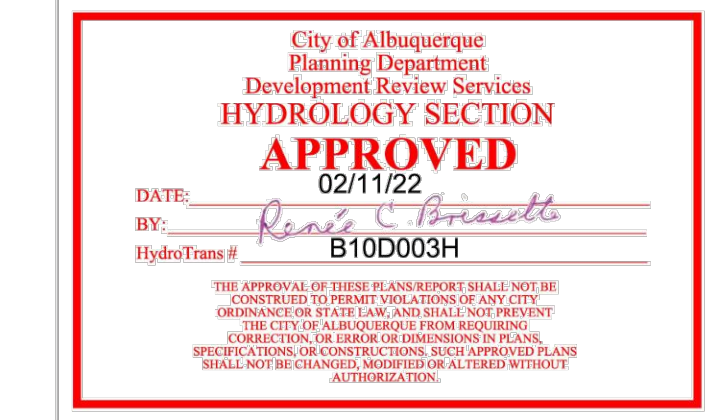 City of Albuquerque
Planning Department
Development Review Services
HYDROLOGY SECTION
APPROVED
DATE: 02/11/22
BY: Renée C. Brissette
HydroTrans # B10D003H
THE APPROVAL OF THESE PLANS/REPORT SHALL NOT BE
CONSTRUED TO PERMIT VIOLATIONS OF ANY CITY
ORDINANCE OR STATE LAW, AND SHALL NOT PREVENT
THE CITY OF ALBUQUERQUE FROM REQUIRING
CORRECTION, OR ERROR OR DIMENSIONS IN PLANS,
SPECIFICATIONS, OR CONSTRUCTIONS. SUCH APPROVED PLANS
SHALL NOT BE CHANGED, MODIFIED OR ALTERED WITHOUT
AUTHORIZATION.